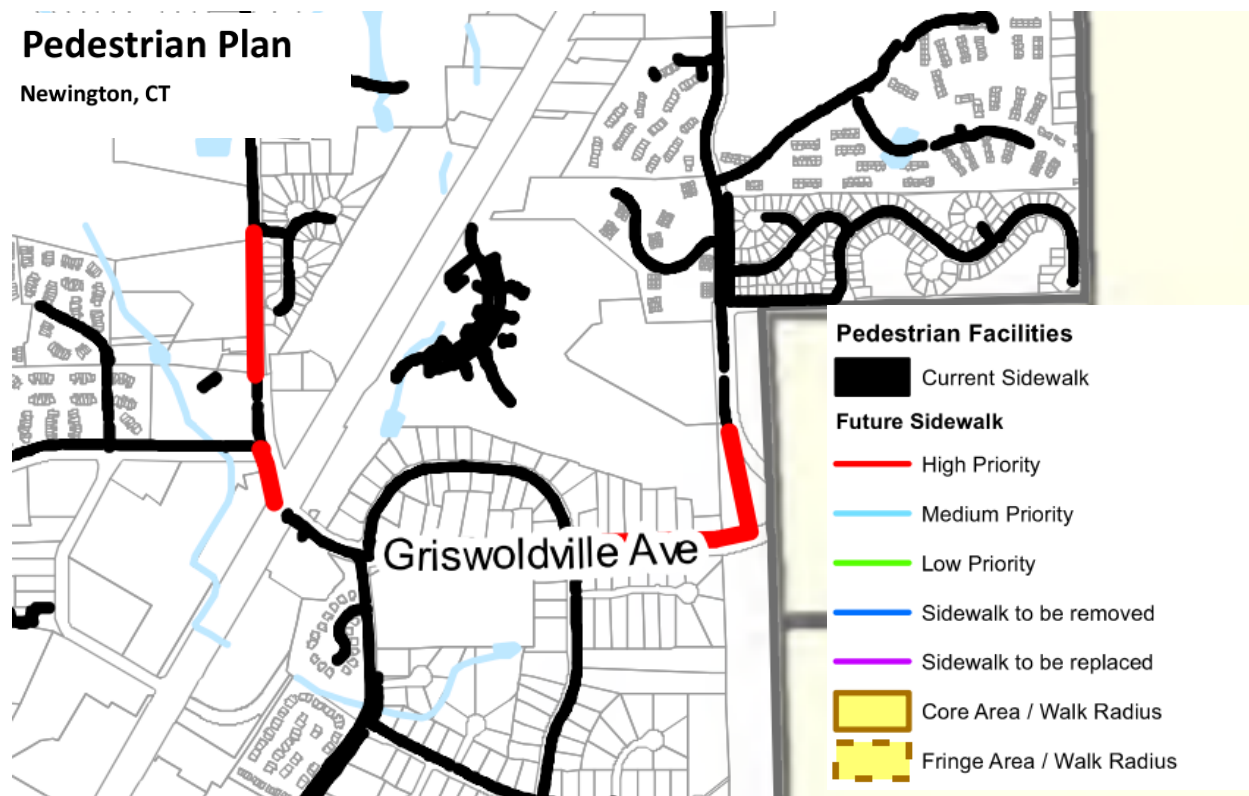 Pedestrian Plan
Newington, CT
Griswoldville Ave
Pedestrian Facilities
Current Sidewalk
Future Sidewalk
High Priority
Medium Priority
Low Priority
Sidewalk to be removed
Sidewalk to be replaced
Core Area / Walk Radius
Fringe Area / Walk Radius